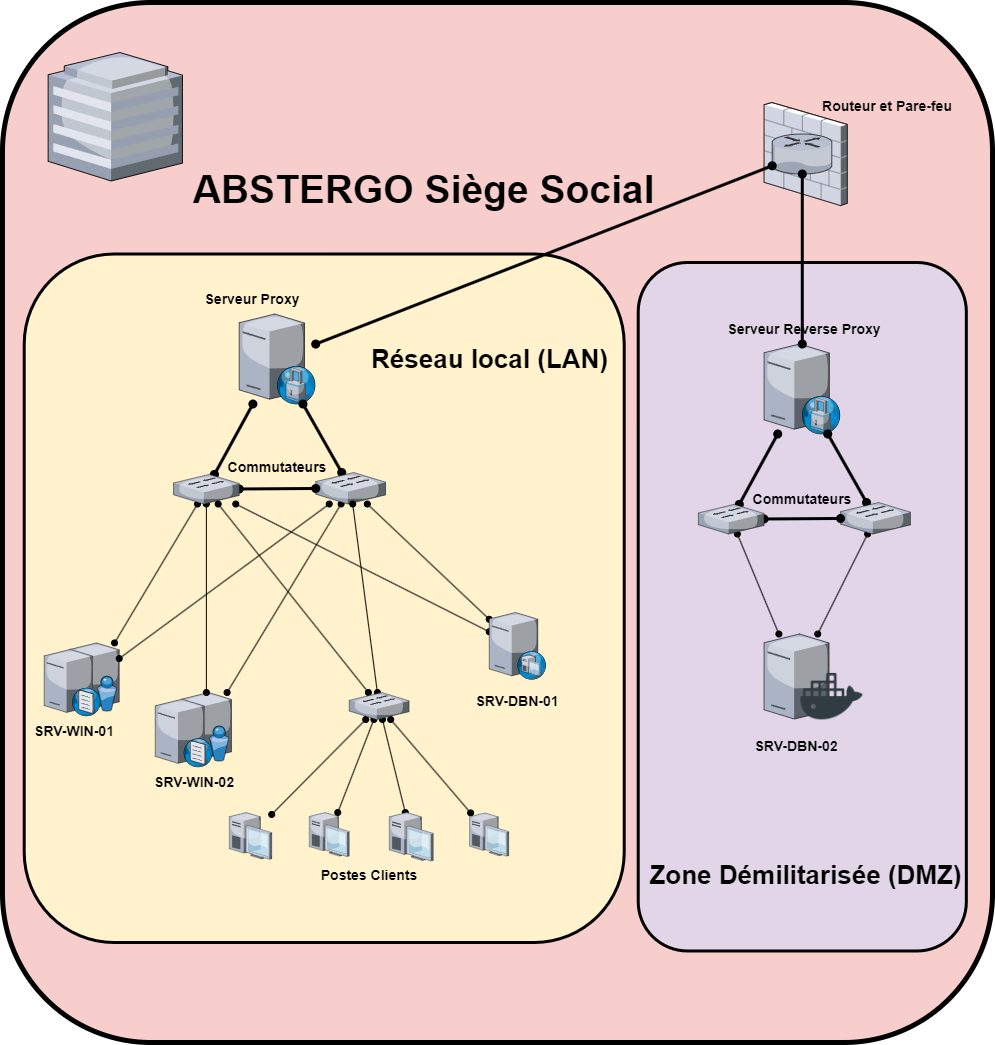 Routeur et Pare-feu
ABSTERGO Siège Social
Serveur Proxy
Réseau local (LAN)
Commutateurs
SRV-WIN-01
SRV-WIN-02
SRV-DBN-01
Postes Clients
Serveur Reverse Proxy
Commutateurs
SRV-DBN-02
Zone Démilitarisée (DMZ)